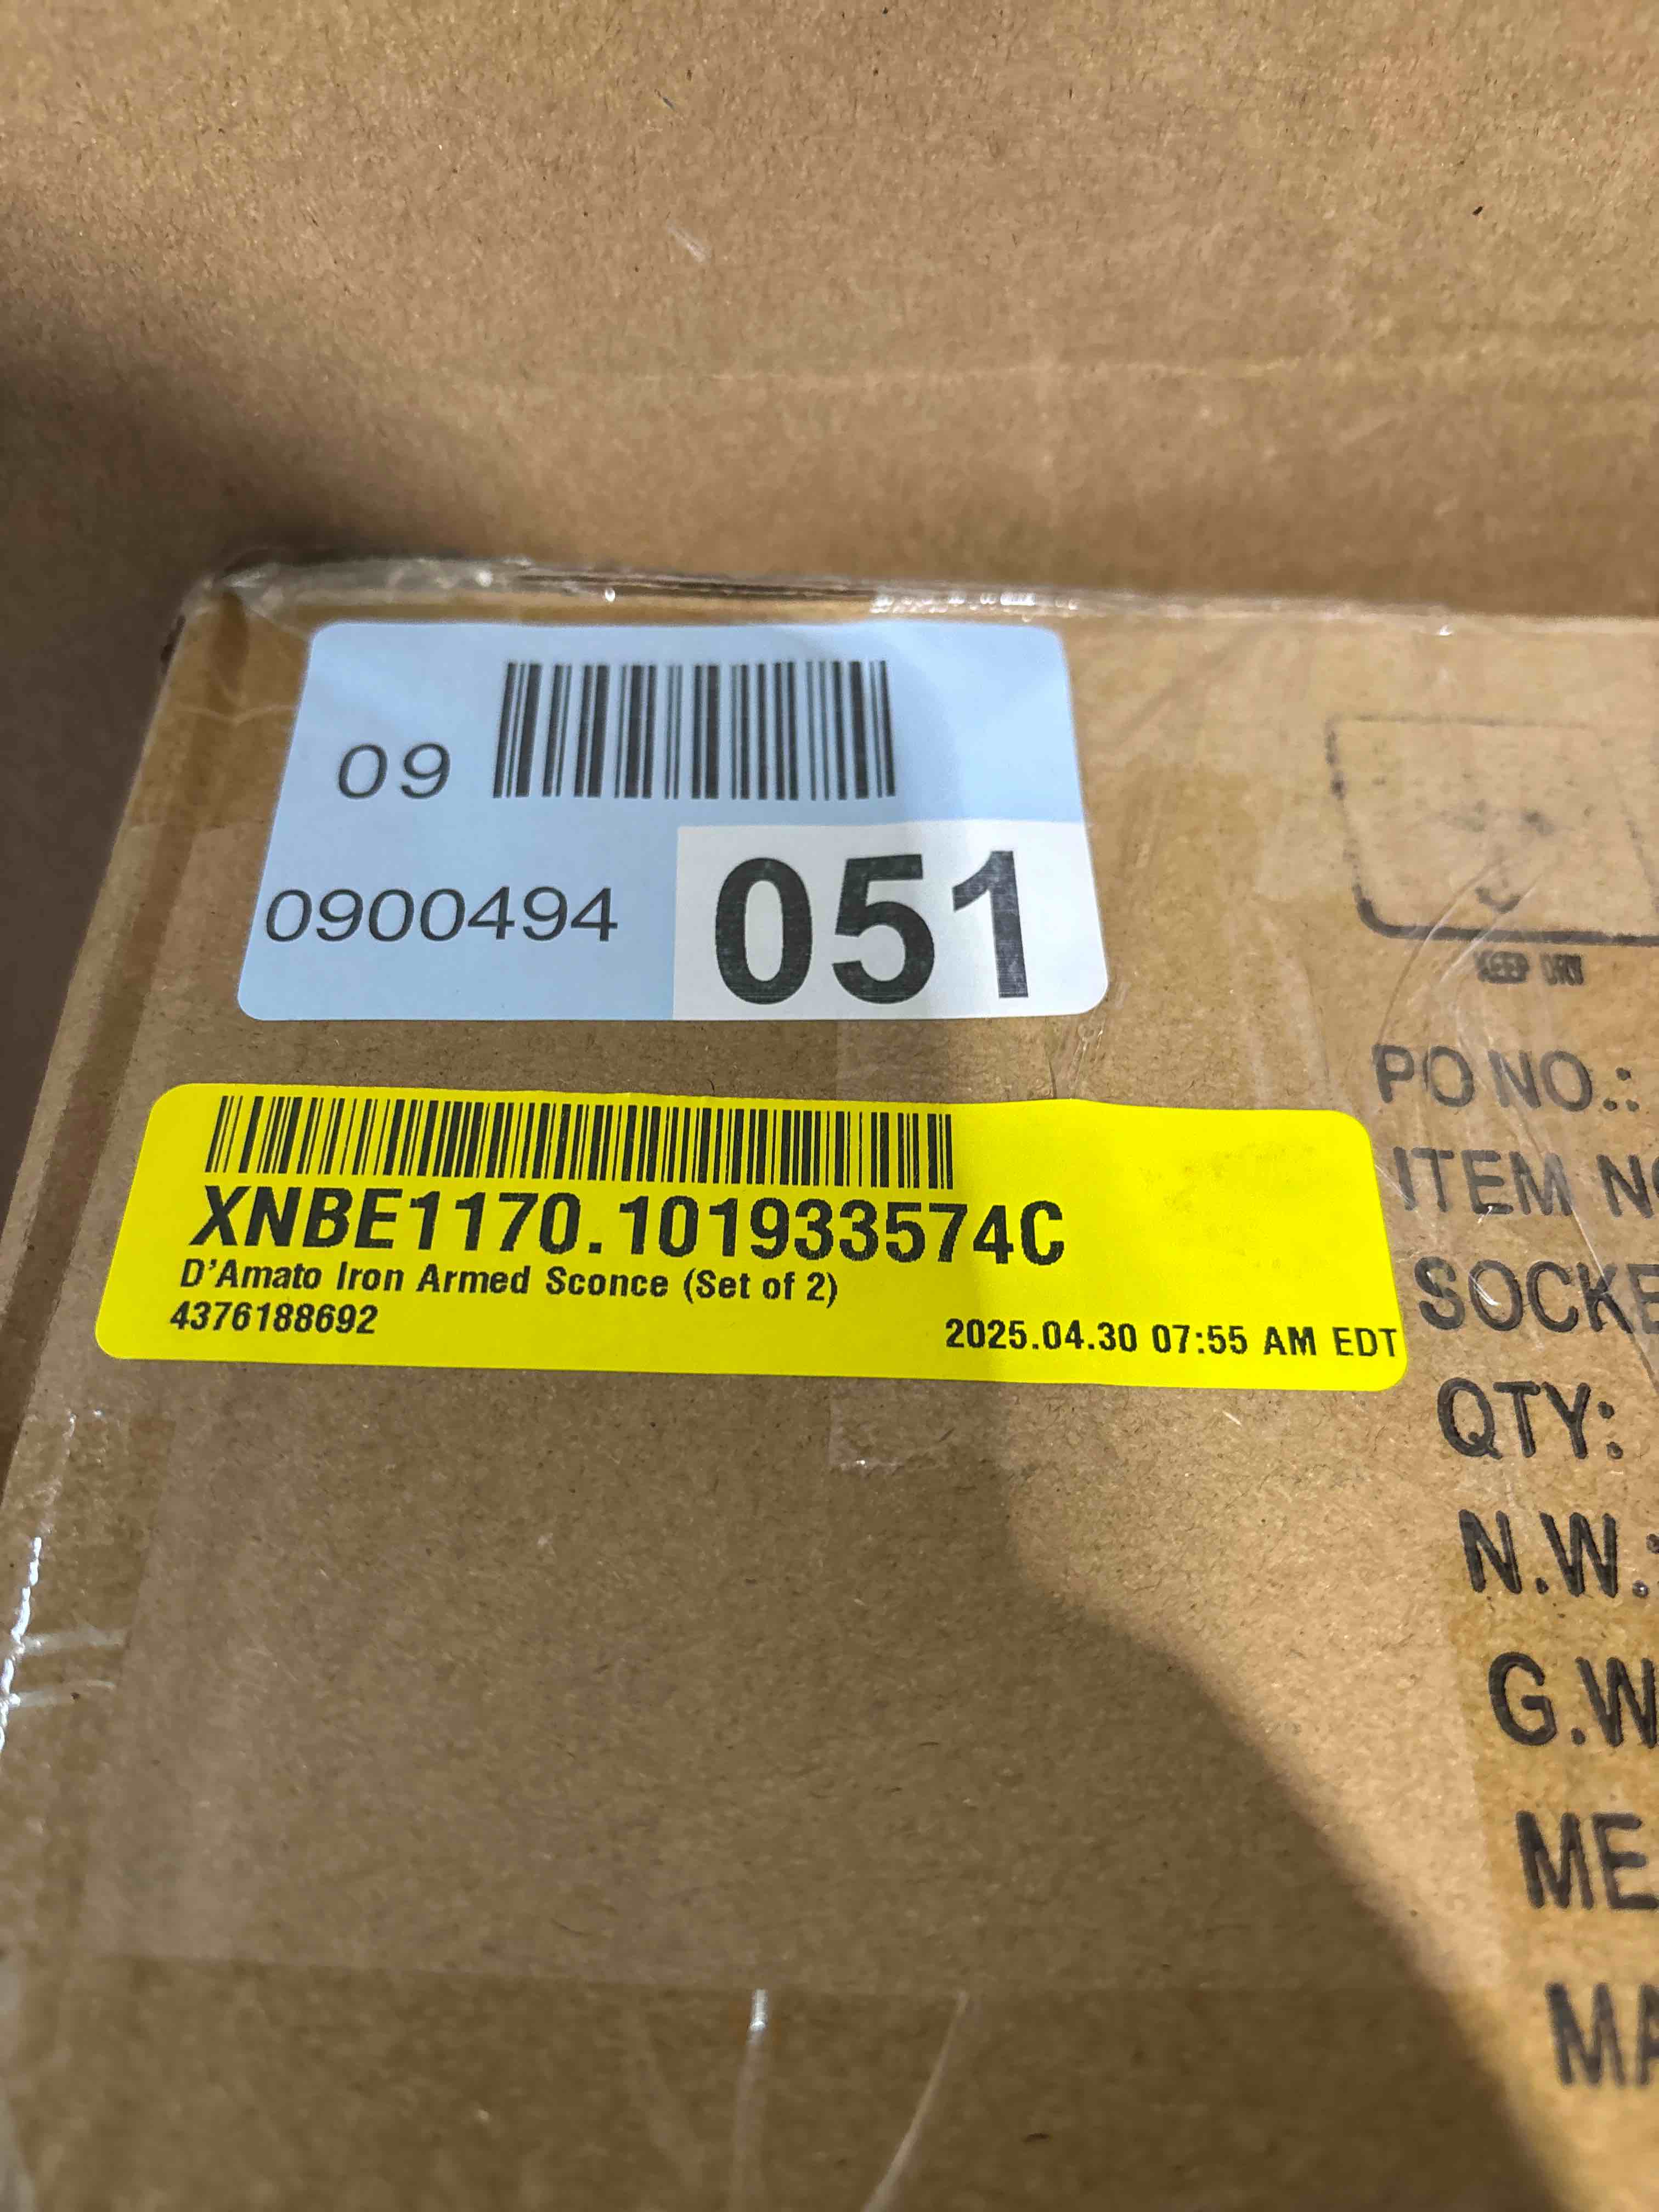 09
0900494
051
XNBE1170.101933574C
D'Amato Iron Armed Sconce (Set of 2)
4376188692
2025.04.30 07:55 AM EDT
KEEP DRY
PO NO.:
ITEM
SOCKE
QTY:
N.W.:
G.W
ME
MA